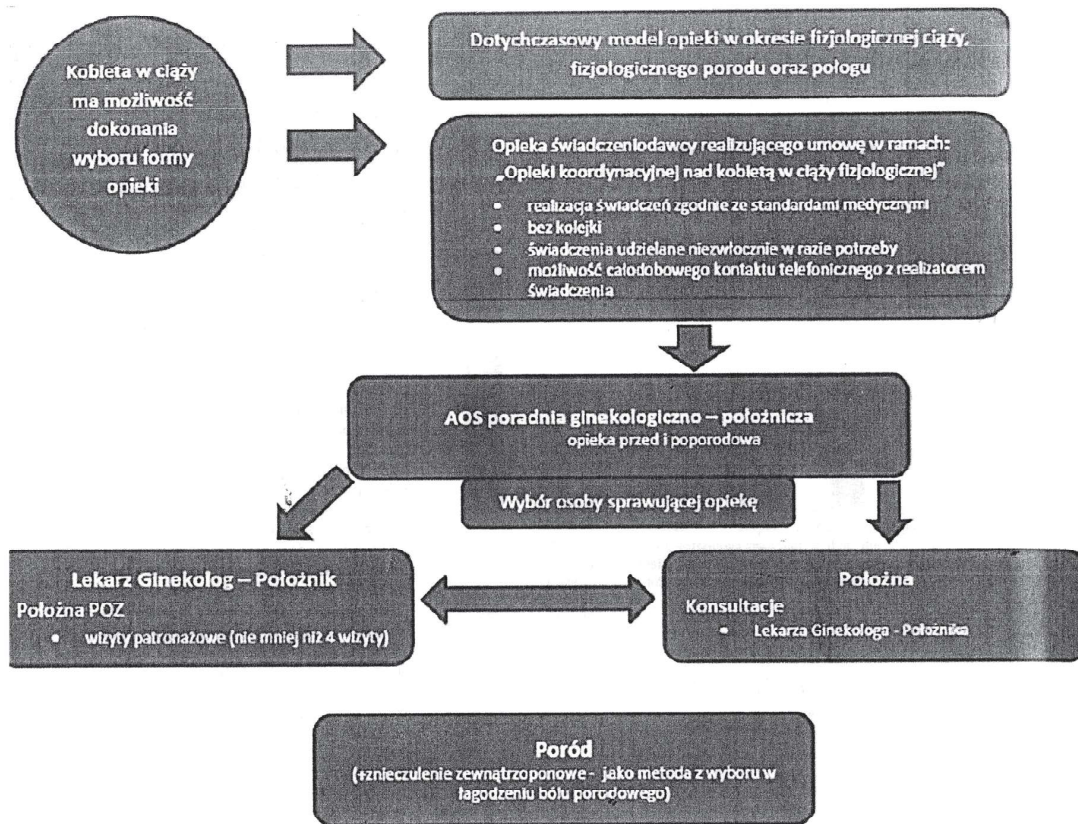 Kobieta w ciąży
ma możliwość
dokonania
wyboru formy
opieki
Dotychczasowy model opieki w okresie fizjologicznej ciąży,
fizjologicznego porodu oraz połogu
Opieka świadczeniodawcy realizującego umowę w ramach:
„Opieki koordynacyjnej nad kobietą w ciąży fizjologicznej”
• realizacja świadczeń zgodnie ze standardami medycznymi
• bez kolejki
• świadczenia udzielane niezwłocznie w razie potrzeby
• możliwość całodobowego kontaktu telefonicznego z realizatorem
świadczenia
AOS poradnia ginekologiczno – położnicza
opieka przed i poporodowa
Wybór osoby sprawującej opiekę
Lekarz Ginekolog – Położnik
Położna POZ
• wizyty patronażowe (nie mniej niż 4 wizyty)
Położna
Konsultacje
• Lekarza Ginekologa - Położnika
Poród
(+znieczulenie zewnątrzoponowe - jako metoda z wyboru w
łagodzeniu bólu porodowego)